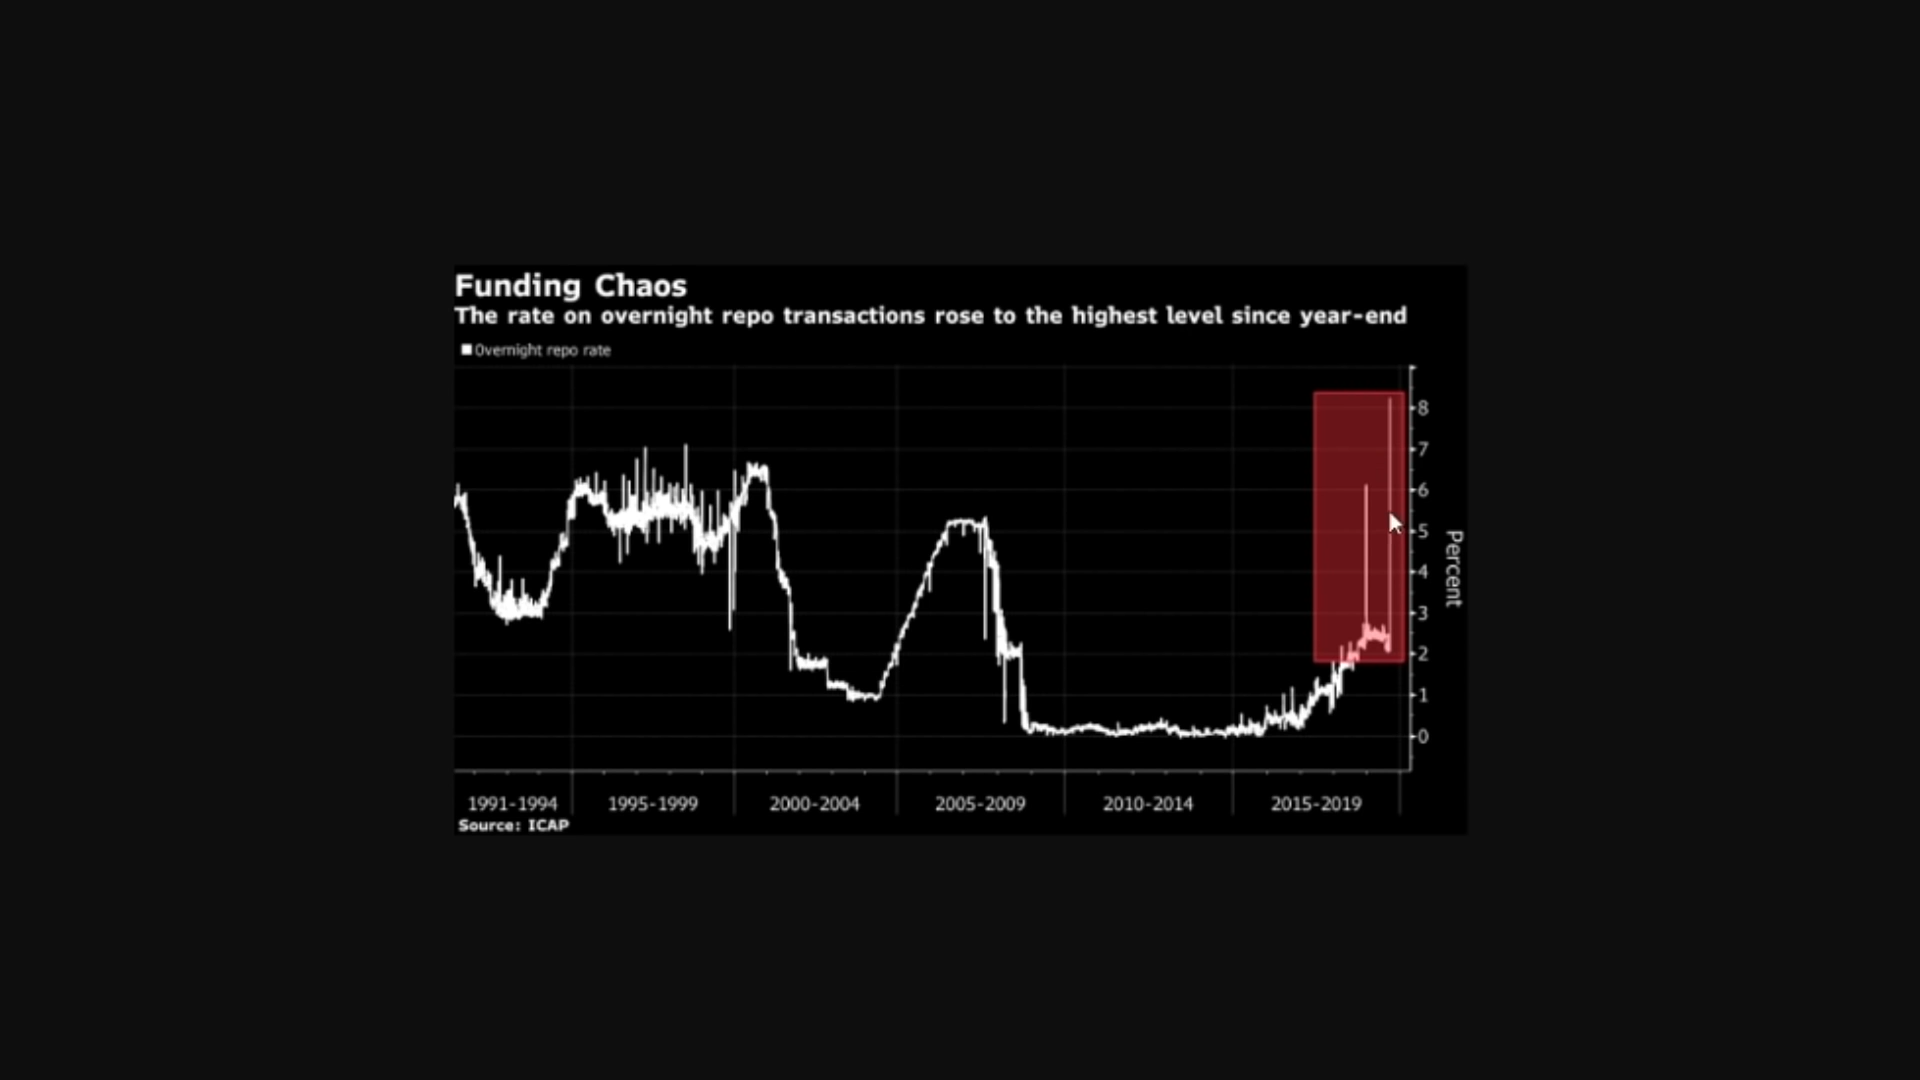 Funding Chaos
The rate on overnight repo transactions rose to the highest level since year-end
Overnight repo rate
8
7
6
5
4
3
2
1
0
Percent
1991-1994 1995-1999 2000-2004 2005-2009 2010-2014 2015-2019
Source: ICAP